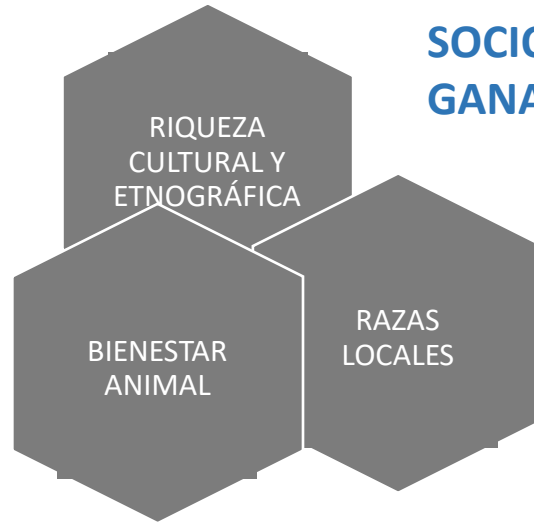 SOCIO
GANA
RIQUEZA
CULTURAL Y
ETNOGRÁFICA
RAZAS
LOCALES
BIENESTAR
ANIMAL